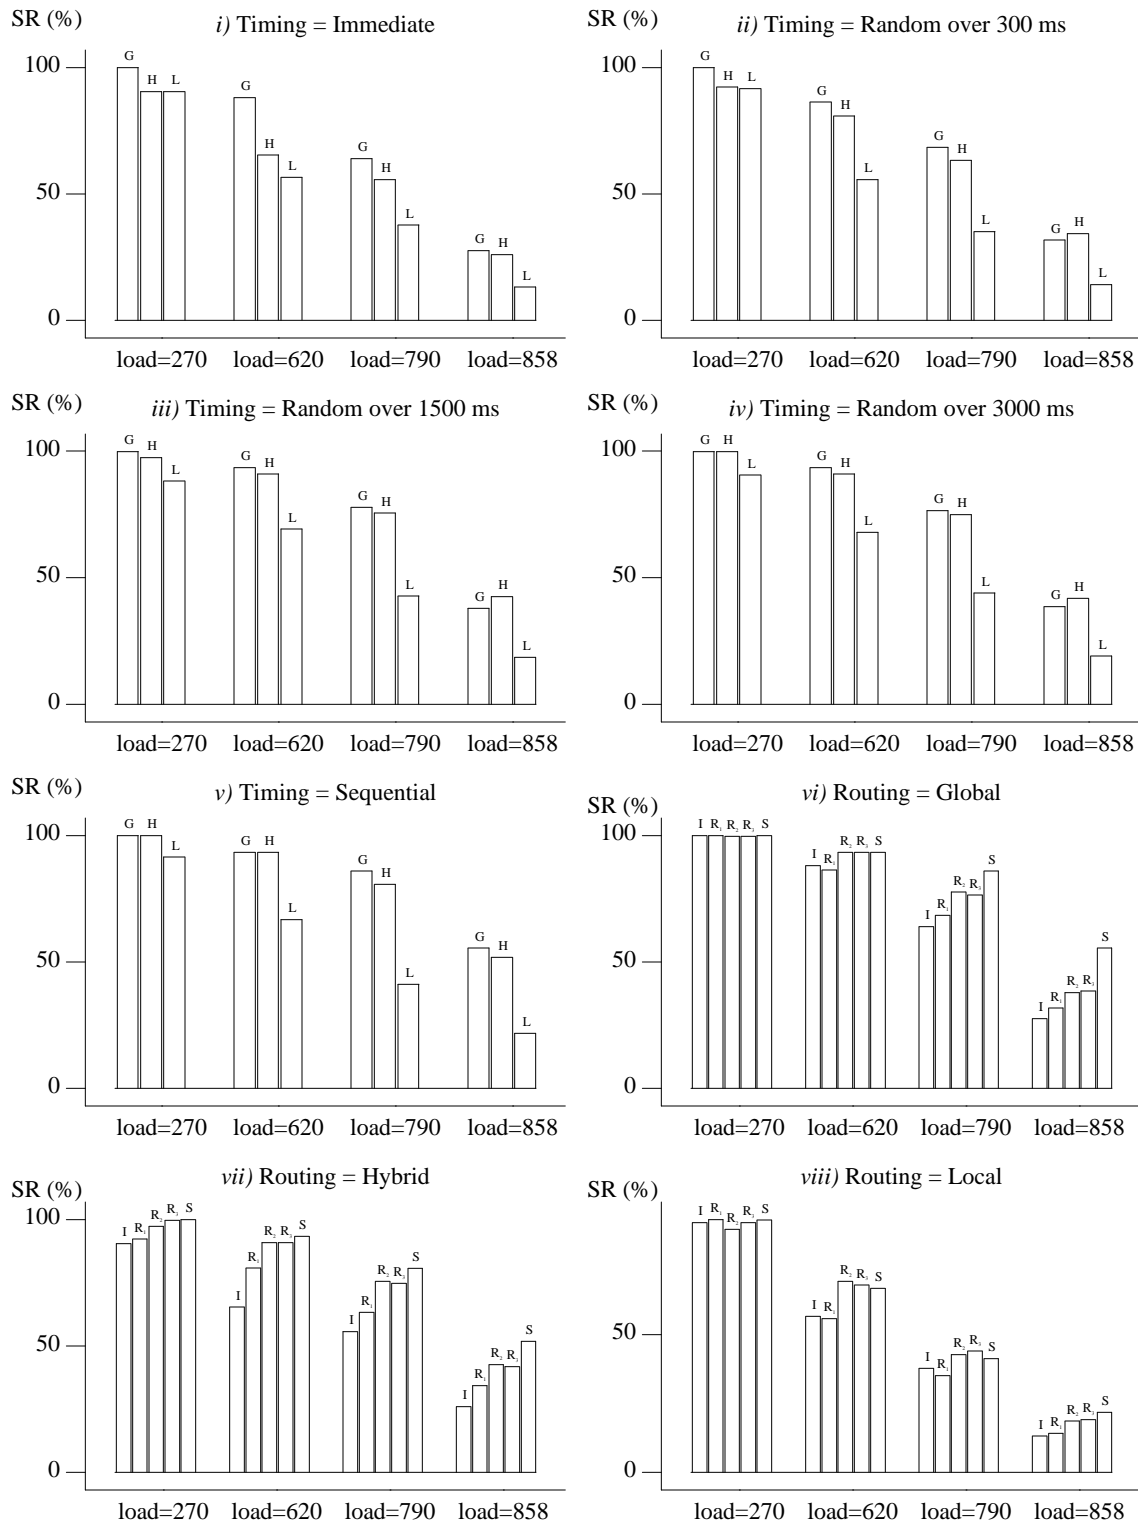 SR (%)
i) Timing = Immediate
100
50
0
G H L
G H L
G H L
G H L
load=270 load=620 load=790 load=858
SR (%)
ii) Timing = Random over 300 ms
100
50
0
G H L
G H L
G H L
G H L
load=270 load=620 load=790 load=858
SR (%)
iii) Timing = Random over 1500 ms
100
50
0
G H L
G H L
G H L
G H L
load=270 load=620 load=790 load=858
SR (%)
iv) Timing = Random over 3000 ms
100
50
0
G H L
G H L
G H L
G H L
load=270 load=620 load=790 load=858
SR (%)
v) Timing = Sequential
100
50
0
G H L
G H L
G H L
G H L
load=270 load=620 load=790 load=858
SR (%)
vi) Routing = Global
100
50
0
I R₁ R₂ R₃ S
I R₁ R₂ R₃ S
I R₁ R₂ R₃ S
I R₁ R₂ R₃ S
load=270 load=620 load=790 load=858
SR (%)
vii) Routing = Hybrid
100
50
0
I R₁ R₂ R₃ S
I R₁ R₂ R₃ S
I R₁ R₂ R₃ S
I R₁ R₂ R₃ S
load=270 load=620 load=790 load=858
SR (%)
viii) Routing = Local
50
0
I R₁ R₂ R₃ S
I R₁ R₂ R₃ S
I R₁ R₂ R₃ S
I R₁ R₂ R₃ S
load=270 load=620 load=790 load=858